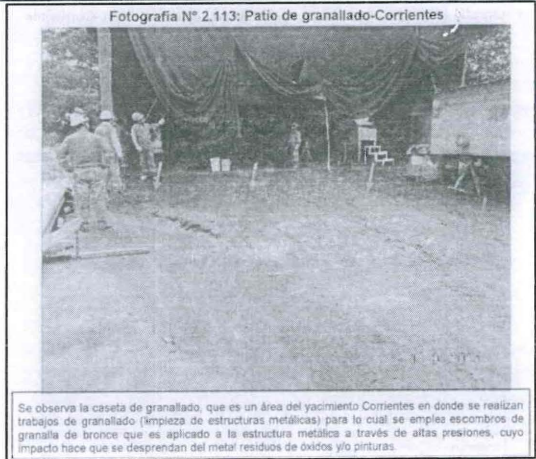 Fotografía N° 2.113: Patio de granallado-Corrientes
Se observa la caseta de granallado, que es un área del yacimiento Corrientes en donde se realizan
trabajos de granallado (limpieza de estructuras metálicas) para lo cual se emplea escombros de
granalla de bronce que es aplicado a la estructura metálica a través de altas presiones, cuyo
impacto hace que se desprendan del metal residuos de óxidos y/o pinturas.